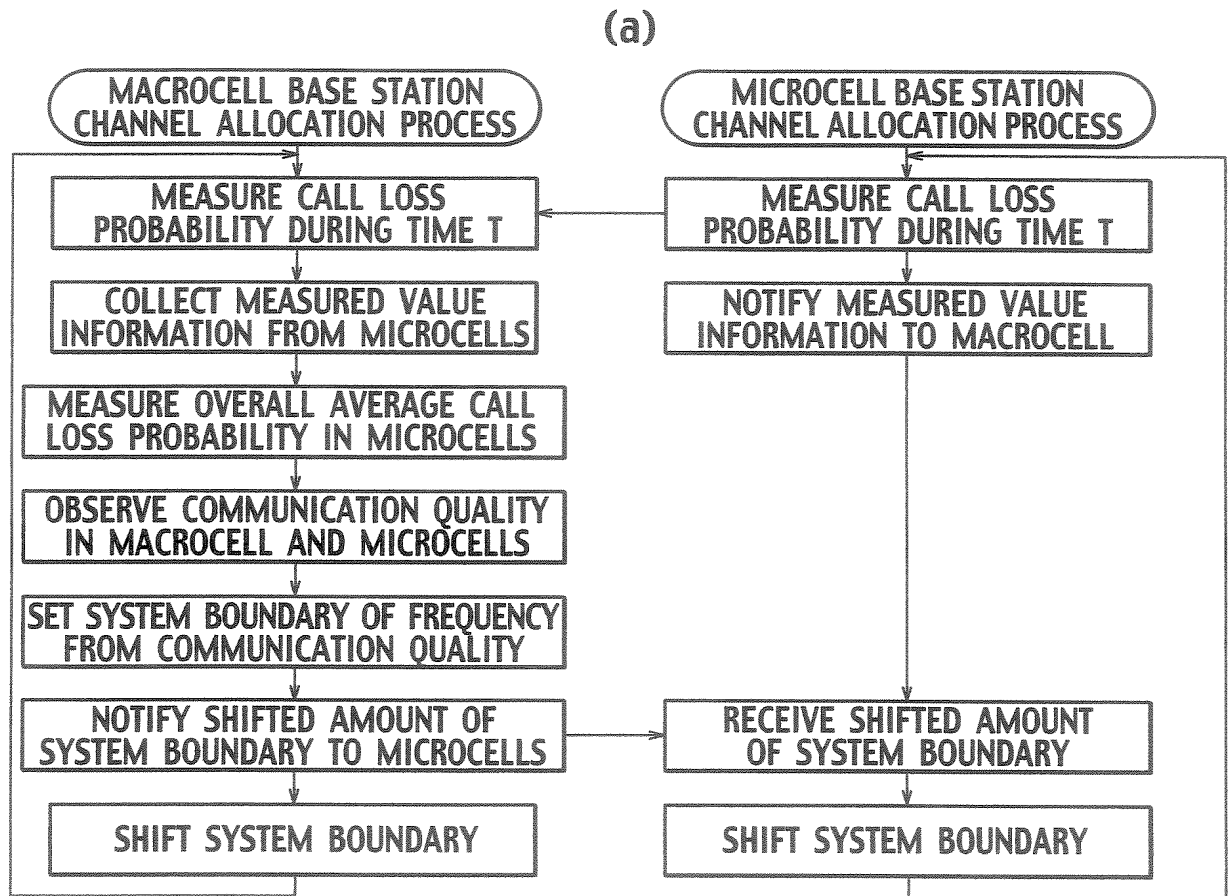 (a)
MACROCELL BASE STATION
CHANNEL ALLOCATION PROCESS
MEASURE CALL LOSS
PROBABILITY DURING TIME T
COLLECT MEASURED VALUE
INFORMATION FROM MICROCELLS
MEASURE OVERALL AVERAGE CALL
LOSS PROBABILITY IN MICROCELLS
OBSERVE COMMUNICATION QUALITY
IN MACROCELL AND MICROCELLS
SET SYSTEM BOUNDARY OF FREQUENCY
FROM COMMUNICATION QUALITY
NOTIFY SHIFTED AMOUNT OF
SYSTEM BOUNDARY TO MICROCELLS
SHIFT SYSTEM BOUNDARY
MICROCELL BASE STATION
CHANNEL ALLOCATION PROCESS
MEASURE CALL LOSS
PROBABILITY DURING TIME T
NOTIFY MEASURED VALUE
INFORMATION TO MACROCELL
RECEIVE SHIFTED AMOUNT
OF SYSTEM BOUNDARY
SHIFT SYSTEM BOUNDARY